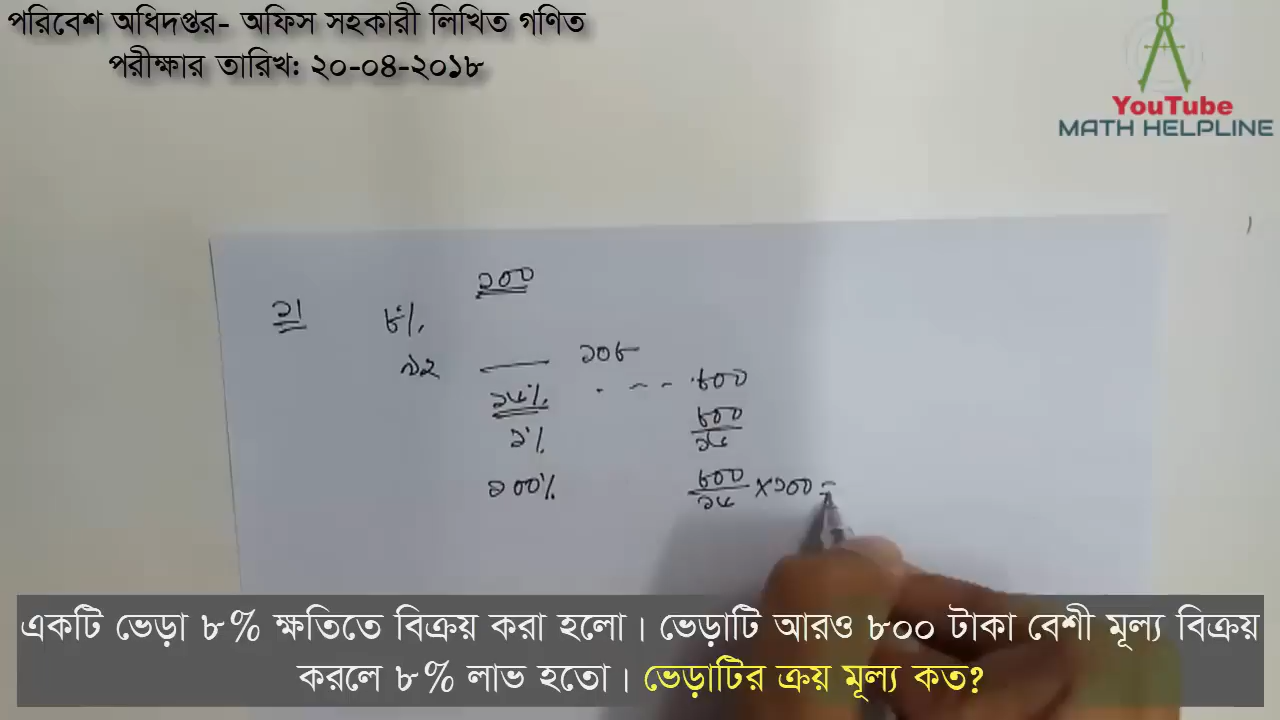 পরিবেশ অধিদপ্তর- অফিস সহকারী লিখিত গণিত
পরীক্ষার তারিখ: ২০-০৪-২০১৮
YouTube
MATH HELPLINE
১০০
২১
৮%
৯২ ১০৮
১৬% ৮০০
১% ৮০০/১৬
১০০% ৮০০/১৬ × ১০০ =
একটি ভেড়া ৮% ক্ষতিতে বিক্রয় করা হলো। ভেড়াটি আরও ৮০০ টাকা বেশী মূল্য বিক্রয়
করলে ৮% লাভ হতো। ভেড়াটির ক্রয় মূল্য কত?